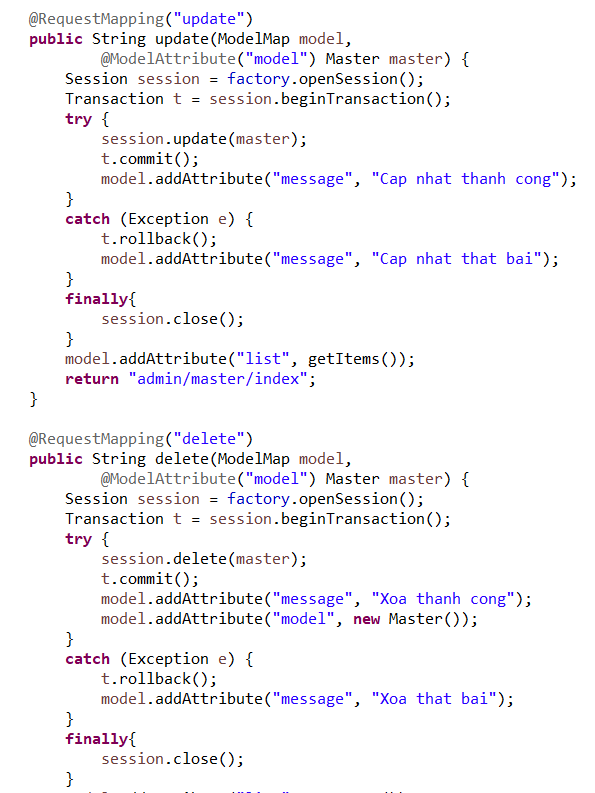 @RequestMapping("update")
public String update(ModelMap model,
        @ModelAttribute("model") Master master) {
    Session session = factory.openSession();
    Transaction t = session.beginTransaction();
    try {
        session.update(master);
        t.commit();
        model.addAttribute("message", "Cap nhat thanh cong");
    }
    catch (Exception e) {
        t.rollback();
        model.addAttribute("message", "Cap nhat that bai");
    }
    finally{
        session.close();
    }
    model.addAttribute("list", getItems());
    return "admin/master/index";
}
@RequestMapping("delete")
public String delete(ModelMap model,
        @ModelAttribute("model") Master master) {
    Session session = factory.openSession();
    Transaction t = session.beginTransaction();
    try {
        session.delete(master);
        t.commit();
        model.addAttribute("message", "Xoa thanh cong");
        model.addAttribute("model", new Master());
    }
    catch (Exception e) {
        t.rollback();
        model.addAttribute("message", "Xoa that bai");
    }
    finally{
        session.close();
    }